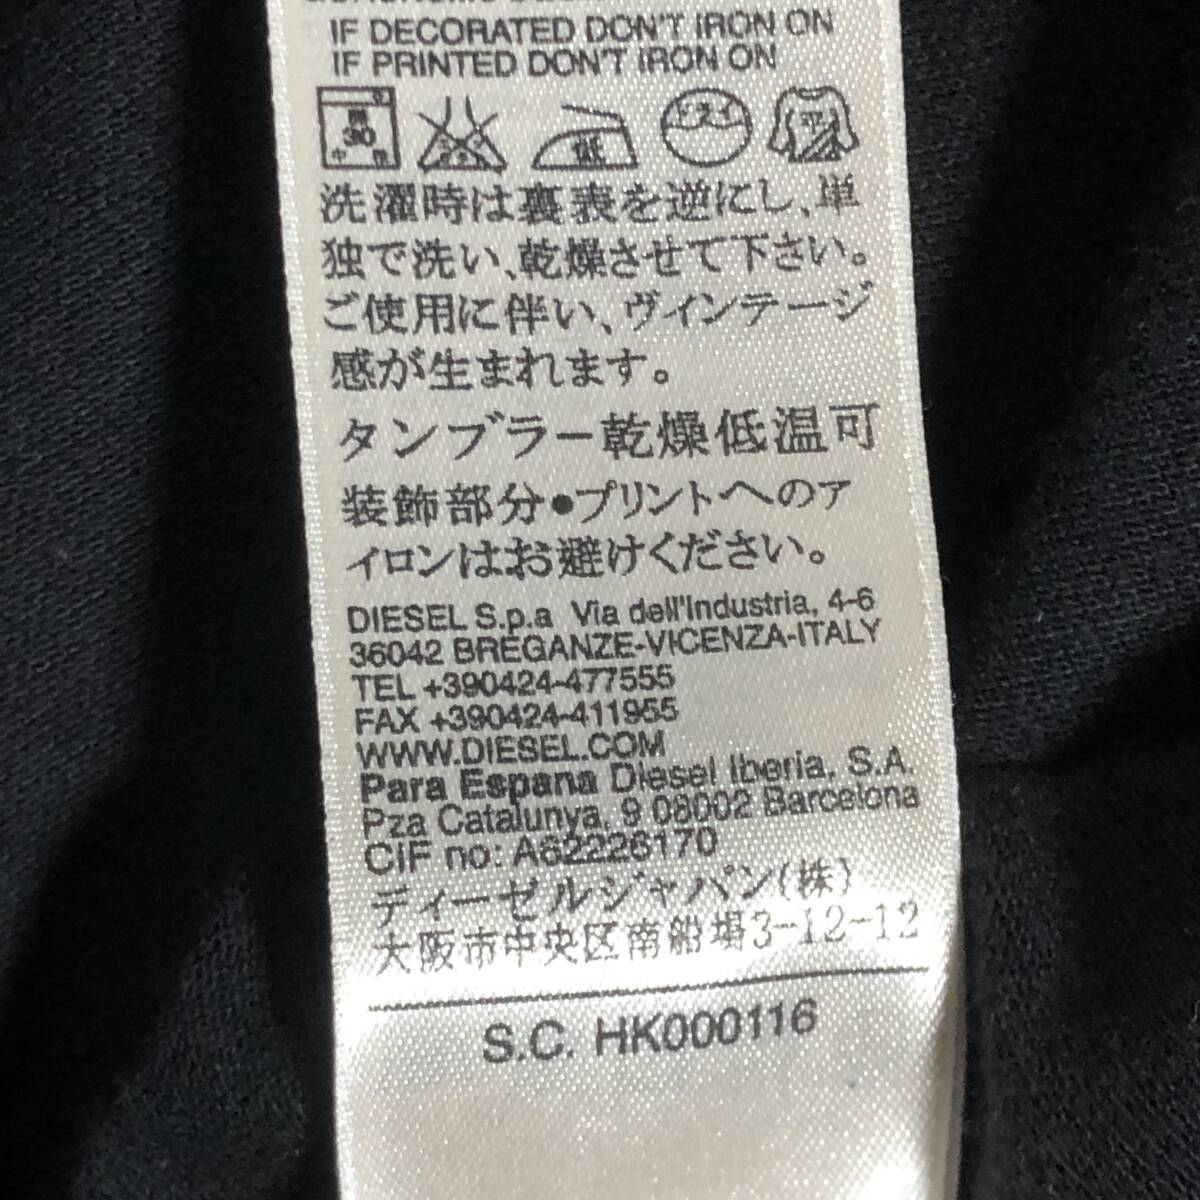 IF DECORATED DON'T IRON ON
IF PRINTED DON'T IRON ON
30 中性
低
洗濯時は裏表を逆にし、単
独で洗い、乾燥させて下さい。
ご使用に伴い、ヴィンテージ
感が生まれます。
タンブラー乾燥低温可
装飾部分●プリントへのア
イロンはお避けください。
DIESEL S.p.a Via dell'Industria, 4-6
36042 BREGANZE-VICENZA-ITALY
TEL +390424-477555
FAX +390424-411955
WWW.DIESEL.COM
Para Espana Diesel Iberia, S.A.
Pza Catalunya, 9 08002 Barcelona
CIF no: A62226170
ディーゼルジャパン(株)
大阪市中央区南船場3-12-12
S.C. HK000116